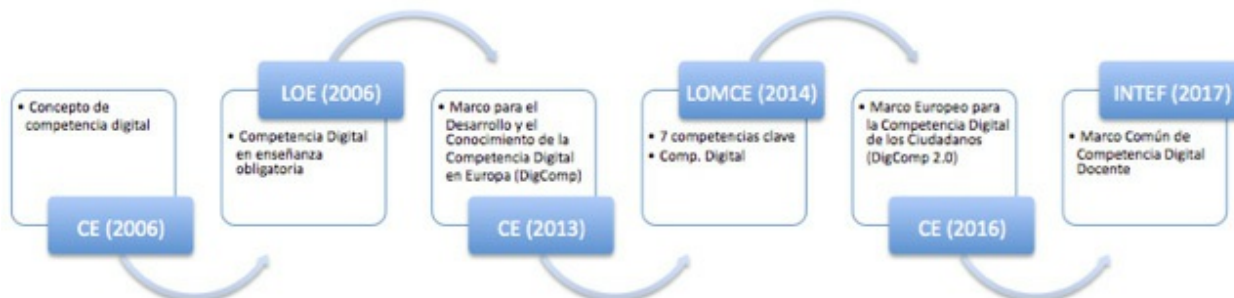 • Concepto de
competencia digital
CE (2006)
LOE (2006)
• Competencia Digital
en enseñanza
obligatoria
• Marco para el
Desarrollo y el
Conocimiento de la
Competencia Digital
en Europa (DigComp)
CE (2013)
LOMCE (2014)
• 7 competencias clave
• Comp. Digital
• Marco Europeo para
la Competencia Digital
de los Ciudadanos
(DigComp 2.0)
CE (2016)
INTEF (2017)
• Marco Común de
Competencia Digital
Docente